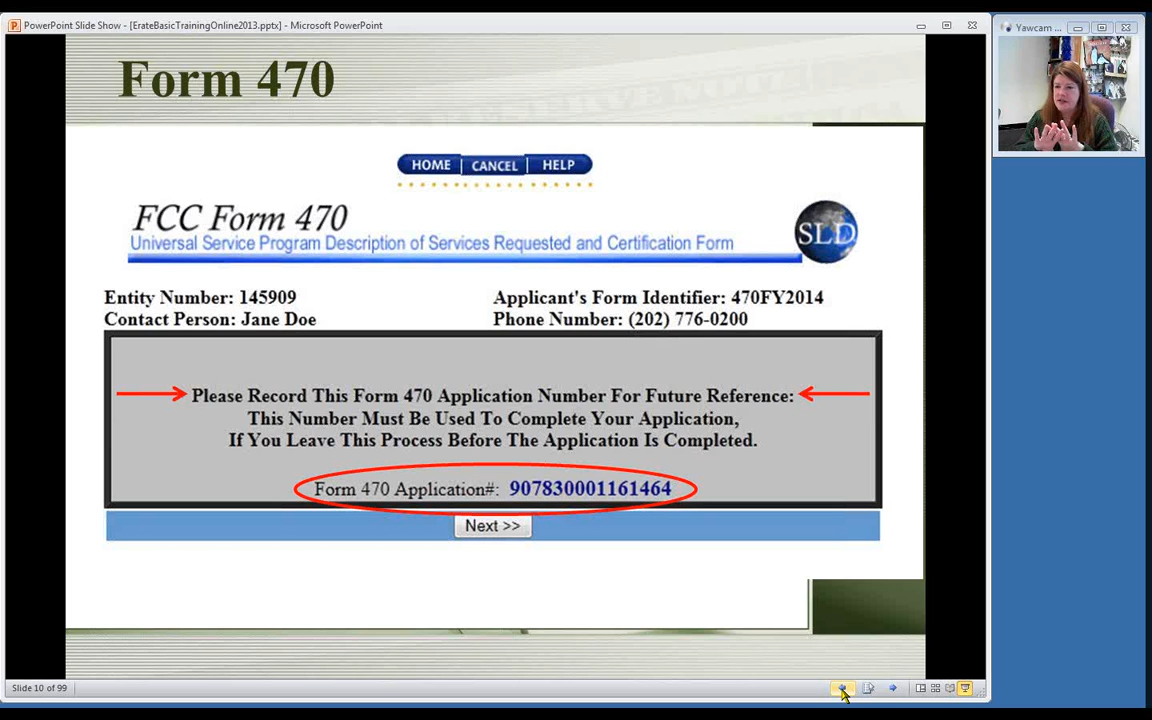 PowerPoint Slide Show - [ErateBasicTrainingOnline2013.pptx] - Microsoft PowerPoint
Yawcam ...
Form 470
HOME | CANCEL | HELP
FCC Form 470
Universal Service Program Description of Services Requested and Certification Form
SLD
Entity Number: 145909
Applicant's Form Identifier: 470FY2014
Contact Person: Jane Doe
Phone Number: (202) 776-0200
Please Record This Form 470 Application Number For Future Reference:
This Number Must Be Used To Complete Your Application,
If You Leave This Process Before The Application Is Completed.
Form 470 Application#: 907830001161464
Next >>
Slide 10 of 99